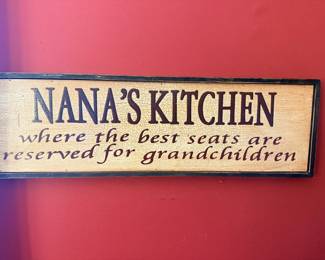 NANA'S KITCHEN
where the best seats are
reserved for grandchildren